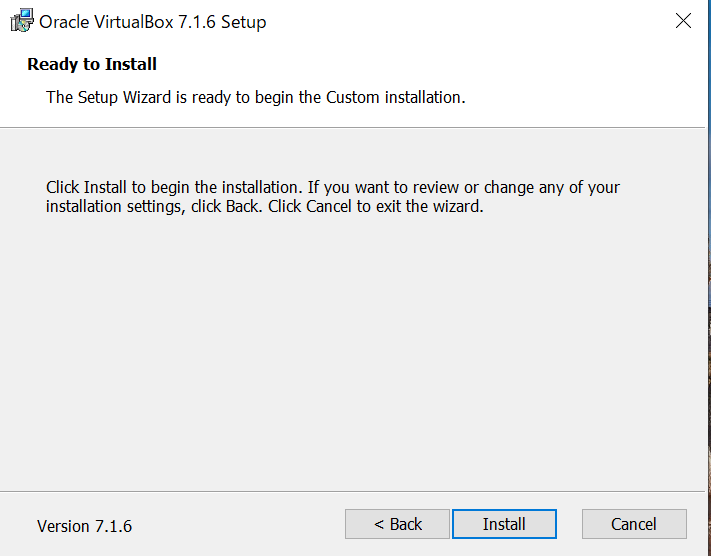 Oracle VirtualBox 7.1.6 Setup
Ready to Install
The Setup Wizard is ready to begin the Custom installation.
Click Install to begin the installation. If you want to review or change any of your
installation settings, click Back. Click Cancel to exit the wizard.
Version 7.1.6
< Back
Install
Cancel